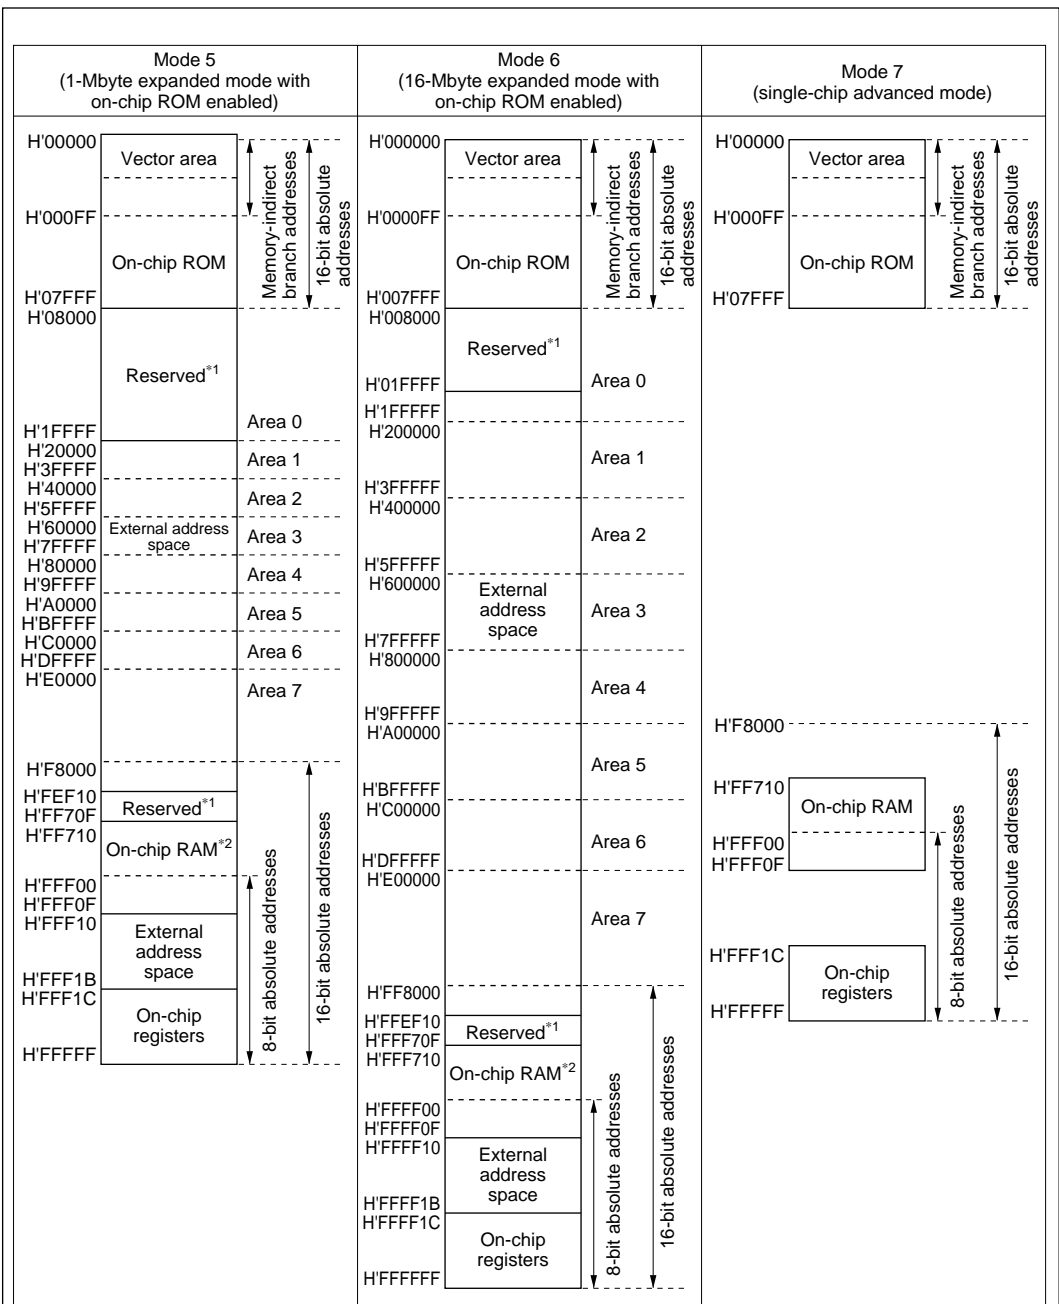 Mode 5
(1-Mbyte expanded mode with
on-chip ROM enabled)
H'00000
Vector area
H'000FF
On-chip ROM
H'07FFF
H'08000
Reserved*1
H'1FFFF
H'20000
H'3FFFF
H'40000
H'5FFFF
H'60000
H'7FFFF
External address
space
H'80000
H'9FFFF
H'A0000
H'BFFFF
H'C0000
H'DFFFF
H'E0000
Area 0
Area 1
Area 2
Area 3
Area 4
Area 5
Area 6
Area 7
H'F8000
H'FEF10
Reserved*1
H'FF70F
H'FF710
On-chip RAM*2
H'FFF00
H'FFF0F
H'FFF10
External
address
space
H'FFF1B
H'FFF1C
On-chip
registers
H'FFFFF
Memory-indirect
branch addresses
16-bit absolute
addresses
8-bit absolute addresses
16-bit absolute addresses
Mode 6
(16-Mbyte expanded mode with
on-chip ROM enabled)
H'000000
Vector area
H'0000FF
On-chip ROM
H'007FFF
H'008000
Reserved*1
H'01FFFF
H'1FFFFF
H'200000
H'3FFFFF
H'400000
H'5FFFFF
H'600000
External
address
space
H'7FFFFF
H'800000
H'9FFFFF
H'A00000
H'BFFFFF
H'C00000
H'DFFFFF
H'E00000
Area 0
Area 1
Area 2
Area 3
Area 4
Area 5
Area 6
Area 7
H'FF8000
H'FFEF10
Reserved*1
H'FFF70F
H'FFF710
On-chip RAM*2
H'FFFF00
H'FFFF0F
H'FFFF10
External
address
space
H'FFFF1B
H'FFFF1C
On-chip
registers
H'FFFFFF
Memory-indirect
branch addresses
16-bit absolute
addresses
8-bit absolute addresses
16-bit absolute addresses
Mode 7
(single-chip advanced mode)
H'00000
Vector area
H'000FF
On-chip ROM
H'07FFF
Memory-indirect
branch addresses
16-bit absolute
addresses
H'F8000
H'FF710
On-chip RAM
H'FFF00
H'FFF0F
H'FFF1C
On-chip
registers
H'FFFFF
8-bit absolute addresses
16-bit absolute addresses